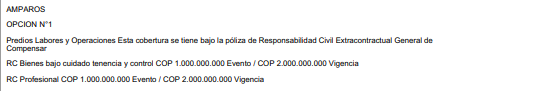 AMPAROS
OPCION N°1
Predios Labores y Operaciones Esta cobertura se tiene bajo la póliza de Responsabilidad Civil Extracontractual General de
Compensar
RC Bienes bajo cuidado tenencia y control COP 1.000.000.000 Evento / COP 2.000.000.000 Vigencia
RC Profesional COP 1.000.000.000 Evento / COP 2.000.000.000 Vigencia